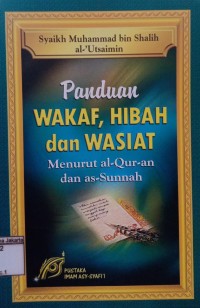 Syaikh Muhammad bin Shalih
al-'Utsaimin
Panduan
WAKAF, HIBAH
dan WASIAT
Menurut al-Qur-an
dan as-Sunnah
PUSTAKA
IMAM ASY-SYAFI'I